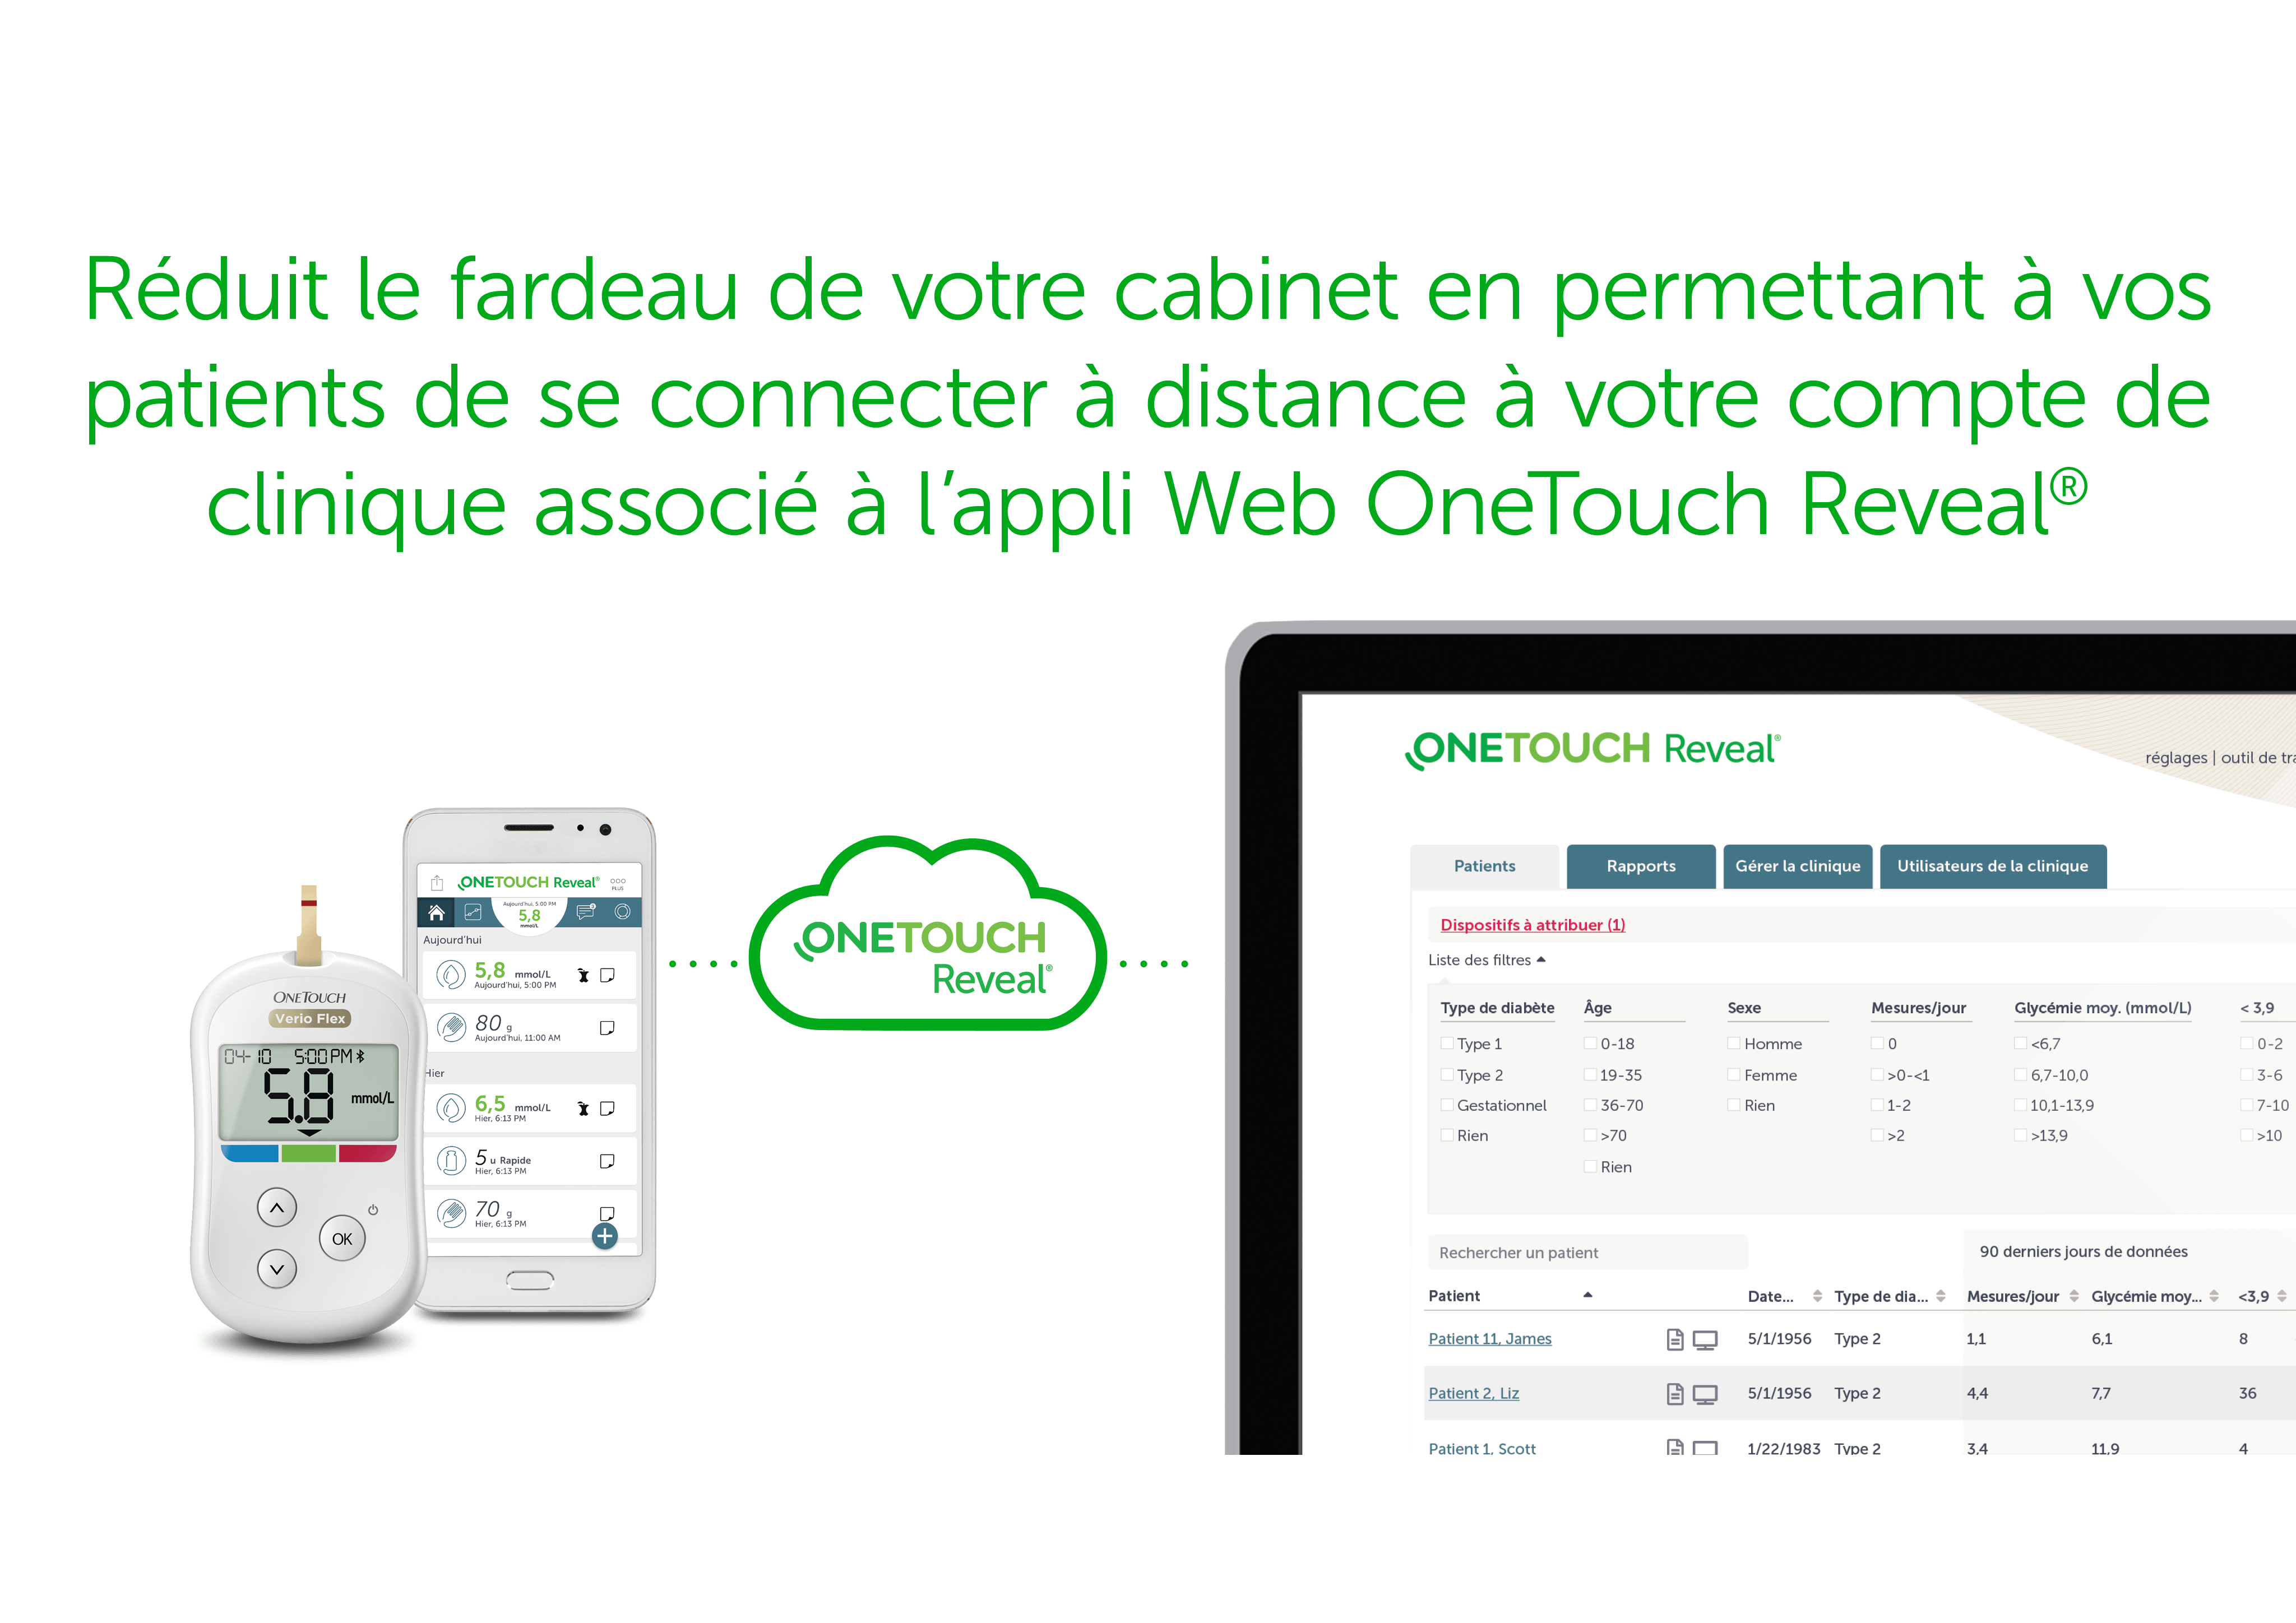 Réduit le fardeau de votre cabinet en permettant à vos
patients de se connecter à distance à votre compte de
clinique associé à l’appli Web OneTouch Reveal®
ONETOUCH
Verio Flex
04-10 5:00 PM
5.8 mmol/L
OK
ONETOUCH Reveal®
PLUS
Aujourd'hui, 5:00 PM
5,8
mmol/L
Aujourd'hui
5,8 mmol/L
Aujourd'hui, 5:00 PM
80 g
Aujourd'hui, 11:00 AM
Hier
6,5 mmol/L
Hier, 6:13 PM
5 u Rapide
Hier, 6:13 PM
70 g
Hier, 6:13 PM
ONETOUCH
Reveal®
ONETOUCH Reveal®
réglages | outil de tra
Patients Rapports Gérer la clinique Utilisateurs de la clinique
Dispositifs à attribuer (1)
Liste des filtres
Type de diabète Âge Sexe Mesures/jour Glycémie moy. (mmol/L) < 3,9
Type 1 0-18 Homme 0 <6,7 0-2
Type 2 19-35 Femme >0-<1 6,7-10,0 3-6
Gestationnel 36-70 Rien 1-2 10,1-13,9 7-10
Rien >70 >2 >13,9 >10
Rien
Rechercher un patient 90 derniers jours de données
Patient Date... Type de dia... Mesures/jour Glycémie moy... <3,9
Patient 11, James 5/1/1956 Type 2 1,1 6,1 8
Patient 2, Liz 5/1/1956 Type 2 4,4 7,7 36
Patient 1, Scott 1/22/1983 Type 2 3,4 11,9 4